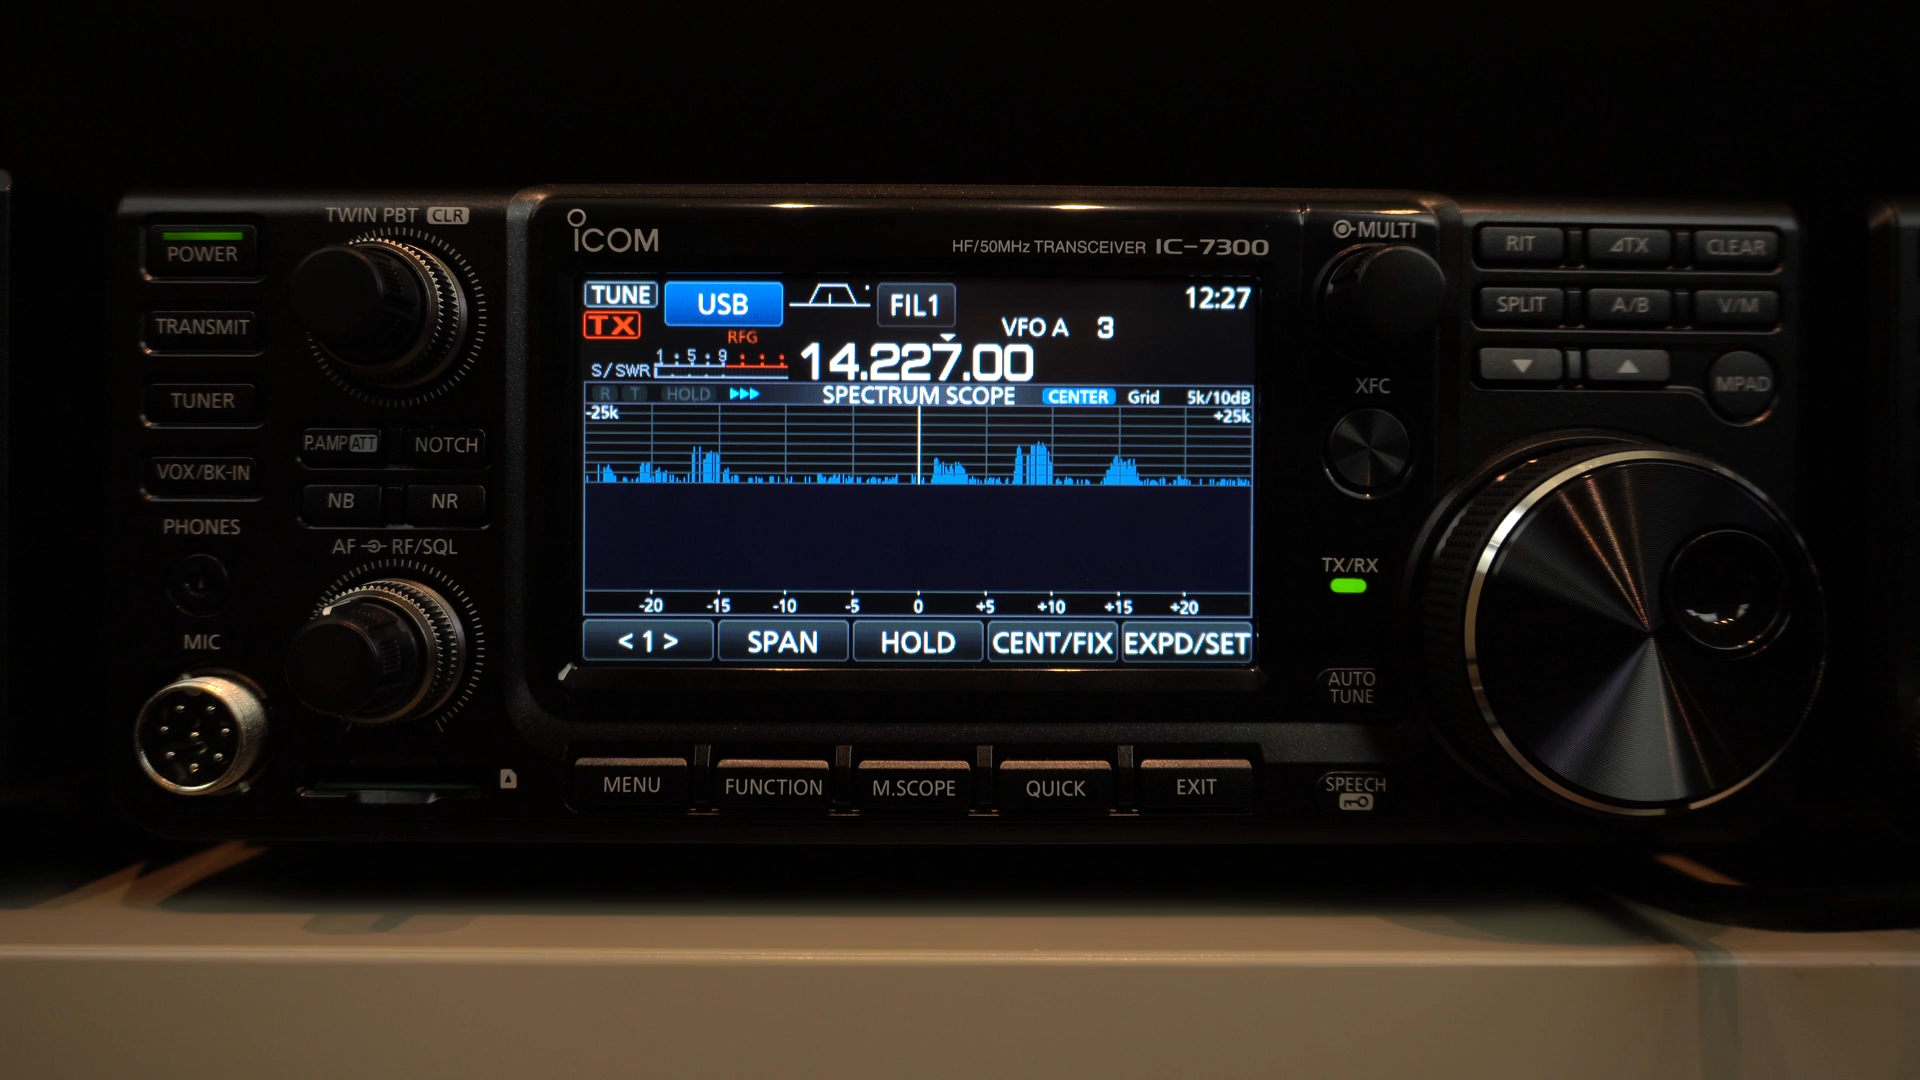 TWIN PBT CLR
POWER
TRANSMIT
TUNER
VOX/BK-IN
P.AMP ATT
NOTCH
NB
NR
PHONES
AF RF/SQL
MIC
ICOM
HF/50MHz TRANSCEIVER IC-7300
TUNE
USB
FIL1
12:27
TX
RFG
VFO A 3
1 5 9
S/SWR
14.227.00
R T HOLD
SPECTRUM SCOPE
CENTER
Grid
5k/10dB
-25k
+25k
-20 -15 -10 -5 0 +5 +10 +15 +20
< 1 >
SPAN
HOLD
CENT/FIX
EXPD/SET
MENU
FUNCTION
M.SCOPE
QUICK
EXIT
MULTI
RIT
⊿TX
CLEAR
SPLIT
A/B
V/M
▼
▲
MPAD
XFC
TX/RX
AUTO
TUNE
SPEECH